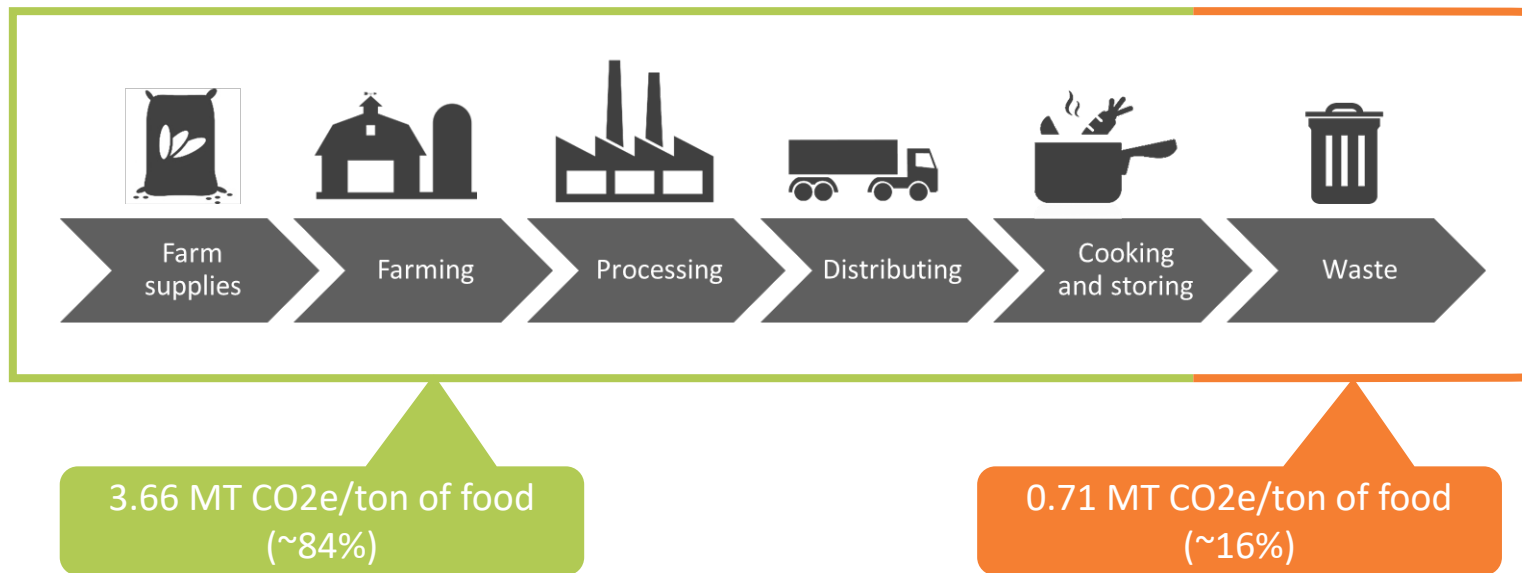 Farm
supplies
Farming
Processing
Distributing
Cooking
and storing
Waste
3.66 MT CO2e/ton of food
(~84%)
0.71 MT CO2e/ton of food
(~16%)